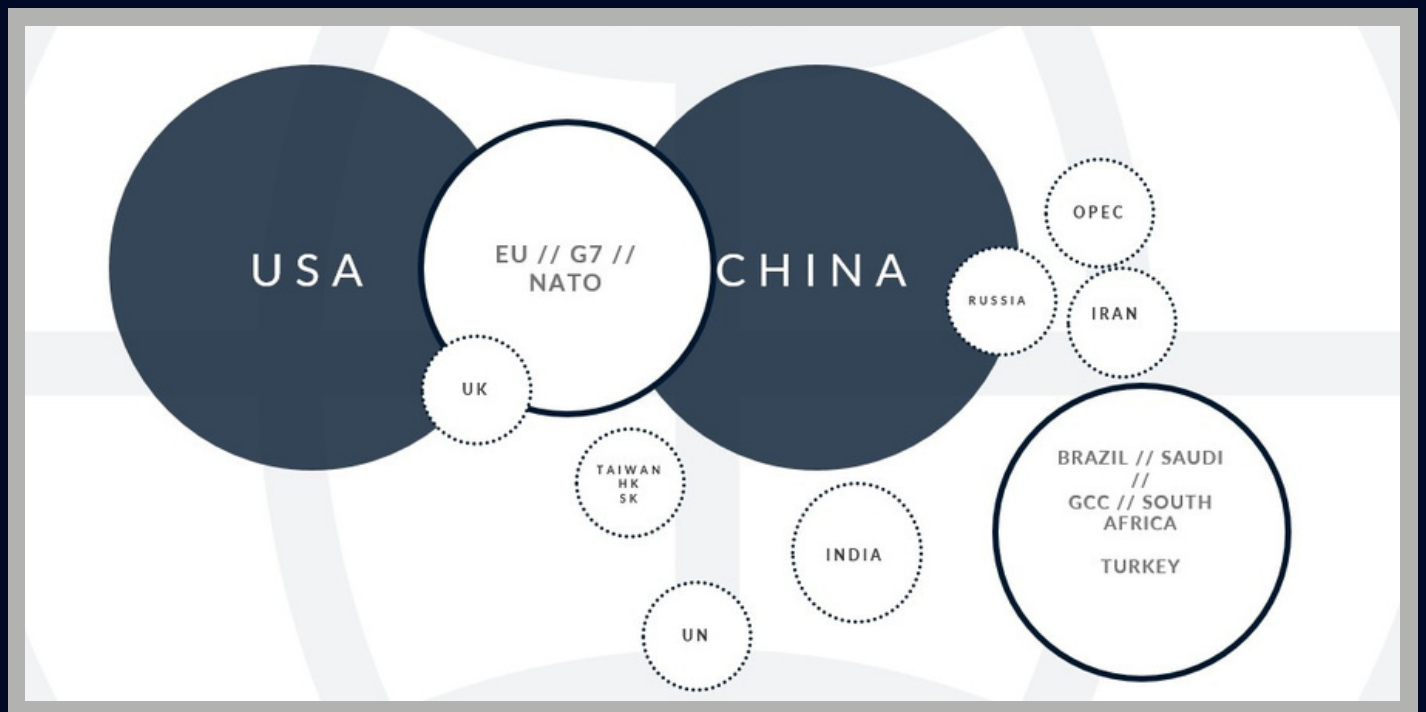 USA
EU // G7 //
NATO
CHINA
OPEC
RUSSIA
IRAN
UK
TAIWAN
HK
SK
INDIA
UN
BRAZIL // SAUDI
//
GCC // SOUTH
AFRICA
TURKEY